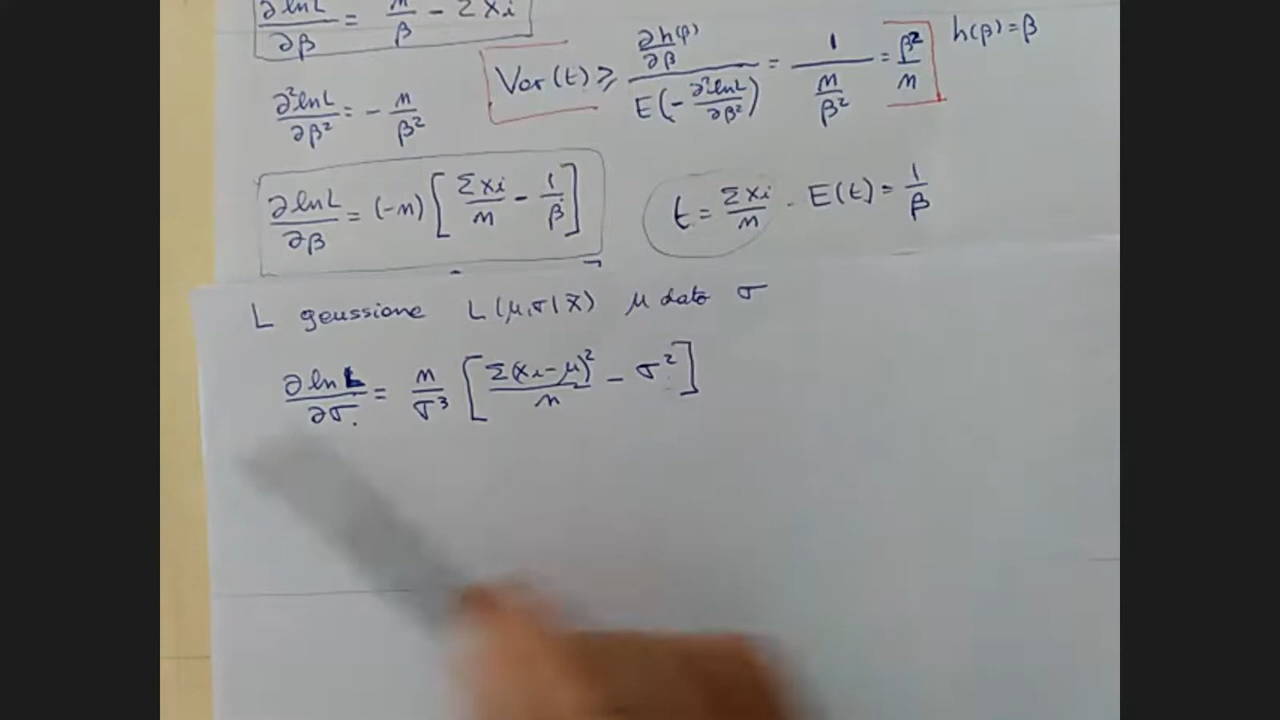 ∂lnL/∂β = n/β - Σxi
Var(t) ≥ ∂h(β)/∂β / E(-∂²lnL/∂β²) = 1 / (n/β²) = β²/n h(β) = β
∂²lnL/∂β² = - n/β²
∂lnL/∂β = (-n) [Σxi/n - 1/β] t = Σxi/n - E(t) = 1/β
L geussione L(μ,σ|x̄) μ dato σ
∂lnL/∂σ = n/σ³ [Σ(xi-μ)²/n - σ²]